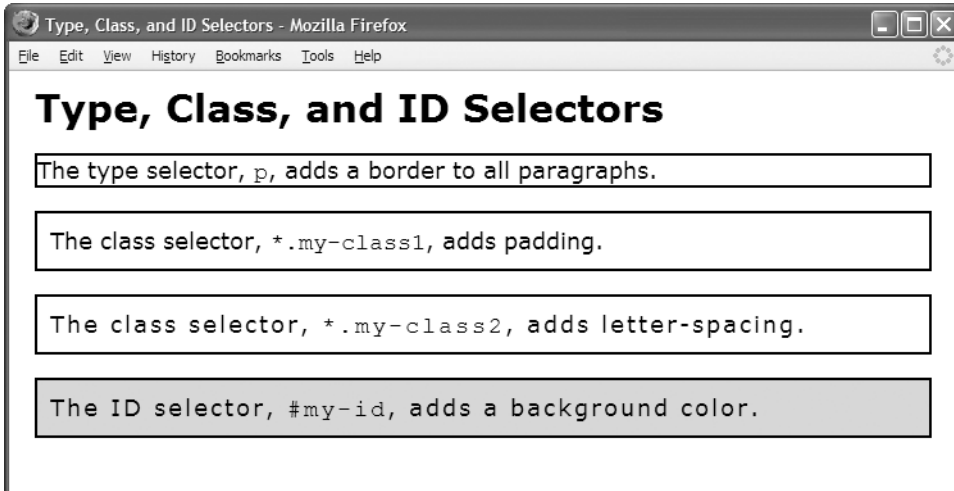 Type, Class, and ID Selectors - Mozilla Firefox
File Edit View History Bookmarks Tools Help
Type, Class, and ID Selectors
The type selector, p, adds a border to all paragraphs.
The class selector, *.my-class1, adds padding.
The class selector, *.my-class2, adds letter-spacing.
The ID selector, #my-id, adds a background color.